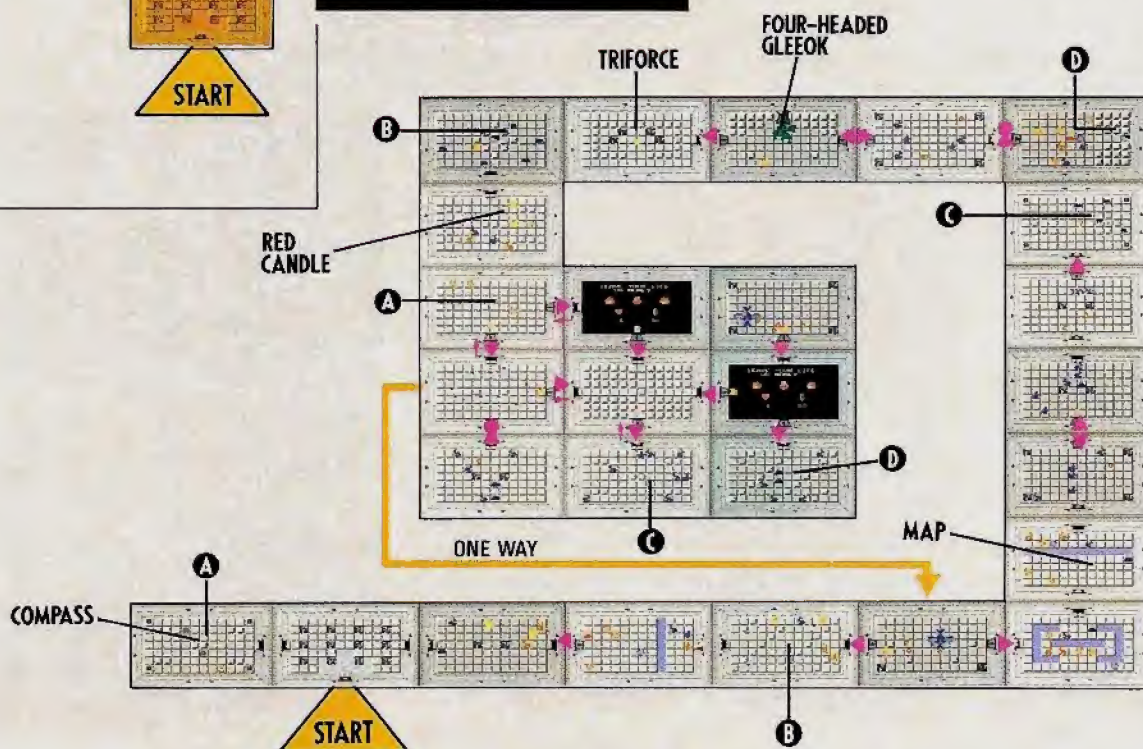 START
TRIFORCE
FOUR-HEADED
GLEEOK
D
B
C
RED
CANDLE
A
D
MAP
ONE WAY
C
A
COMPASS
B
START